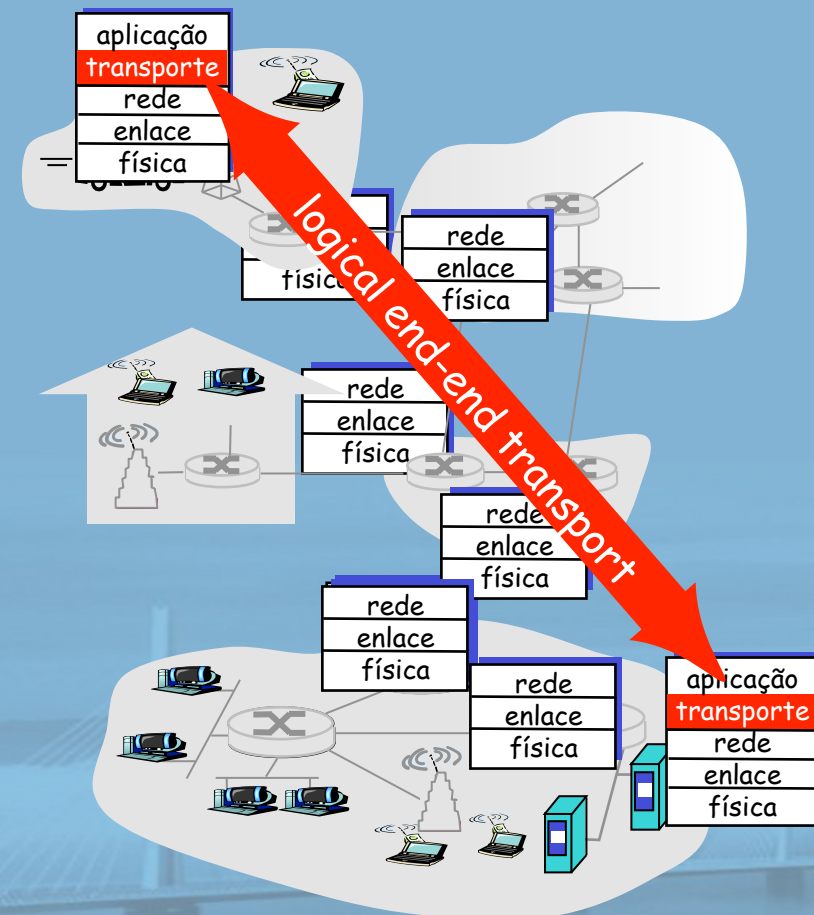 aplicação
transporte
rede
enlace
física
física
rede
enlace
física
logical end-end transport
rede
enlace
física
rede
enlace
física
rede
enlace
física
rede
enlace
física
aplicação
transporte
rede
enlace
física